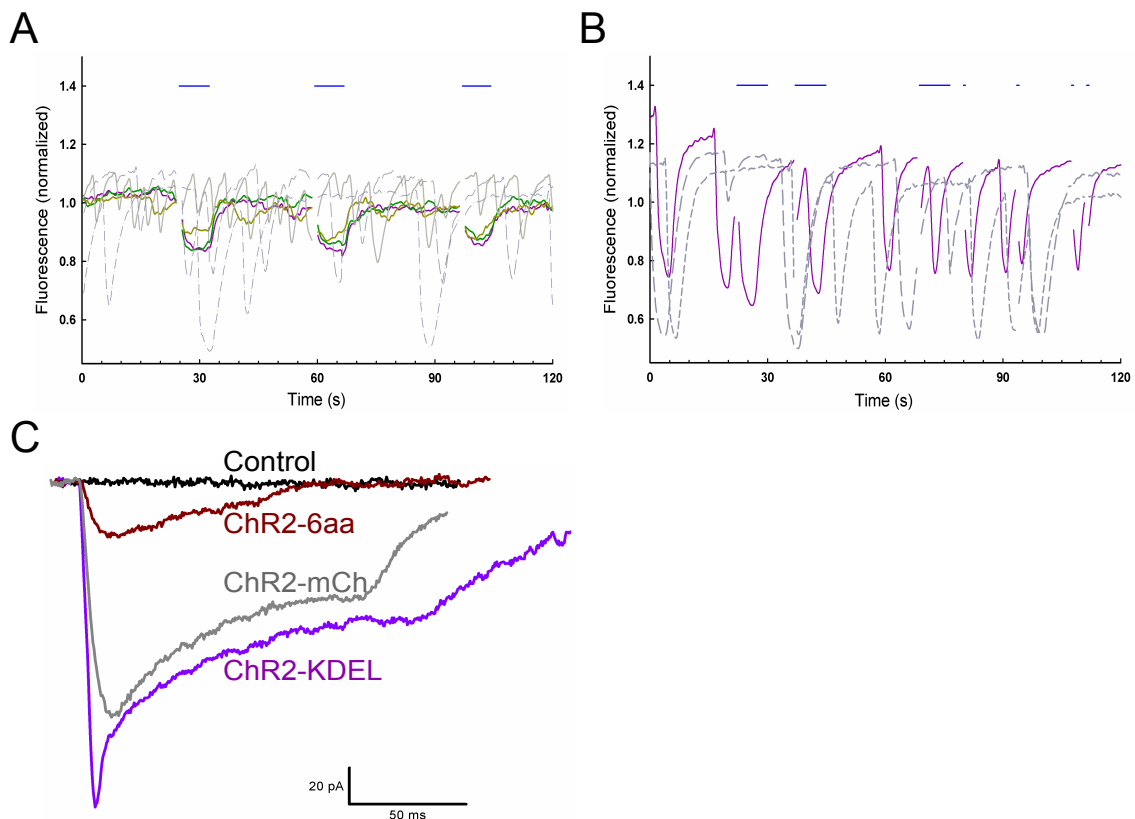 A
Fluorescence (normalized)
1.4
1.2
1.0
0.8
0.6
0 30 60 90 120
Time (s)
B
Fluorescence (normalized)
1.4
1.2
1.0
0.8
0.6
0 30 60 90 120
Time (s)
C
Control
ChR2-6aa
ChR2-mCh
ChR2-KDEL
20 pA
50 ms